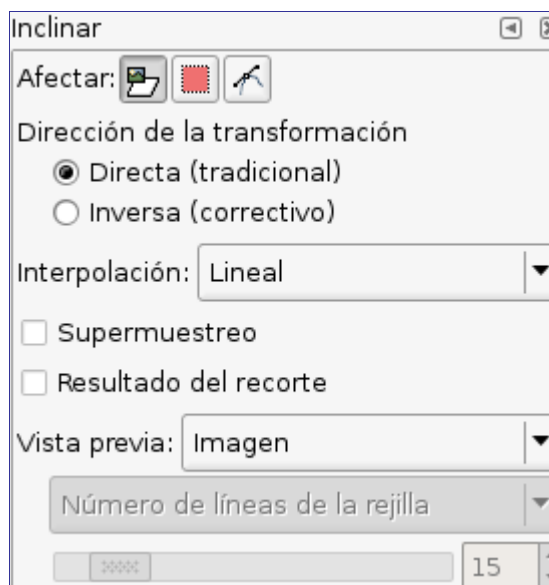 Inclinar
Afectar:
Dirección de la transformación
Directa (tradicional)
Inversa (correctivo)
Interpolación: Lineal
Supermuestreo
Resultado del recorte
Vista previa: Imagen
Número de líneas de la rejilla
15